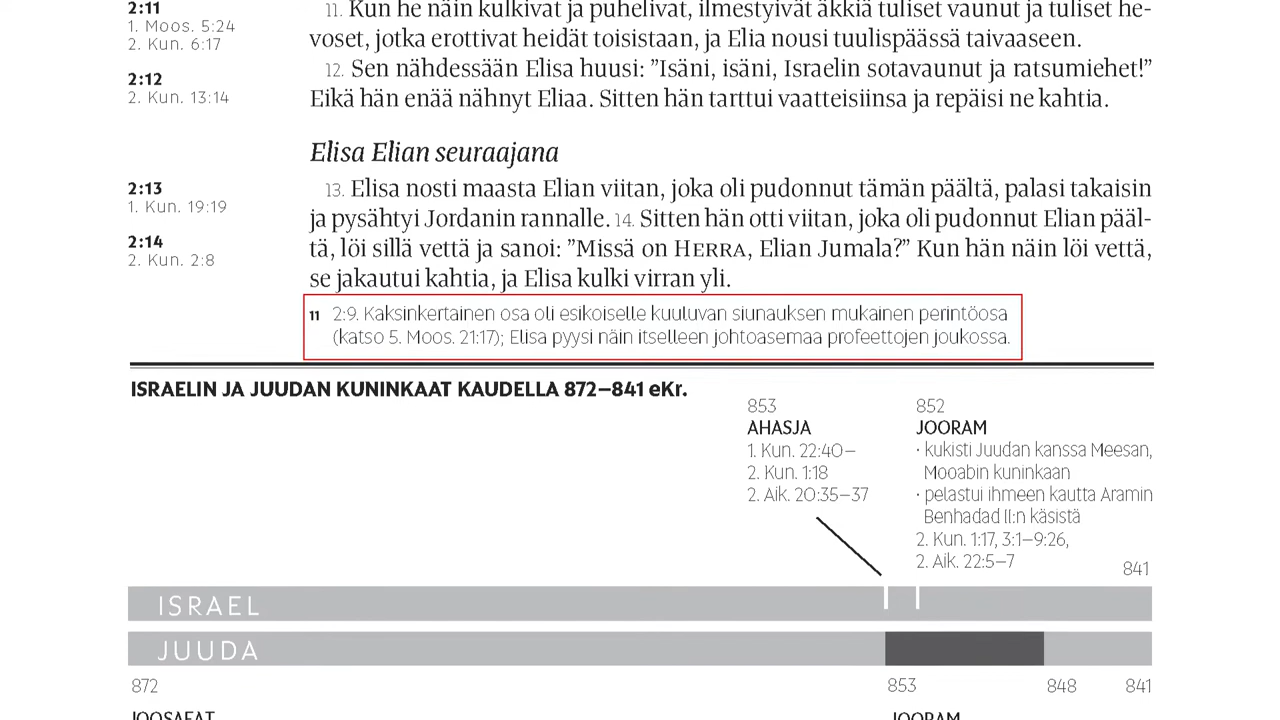 2:11
1. Moos. 5:24
2. Kun. 6:17
2:12
2. Kun. 13:14
11. Kun he näin kulkivat ja puhelivat, ilmestyivät äkkiä tuliset vaunut ja tuliset he-
voset, jotka erottivat heidät toisistaan, ja Elia nousi tuulispäässä taivaaseen.
12. Sen nähdessään Elisa huusi: ”Isäni, isäni, Israelin sotavaunut ja ratsumiehet!”
Eikä hän enää nähnyt Eliaa. Sitten hän tarttui vaatteisiinsa ja repäisi ne kahtia.
Elisa Elian seuraajana
2:13
1. Kun. 19:19
2:14
2. Kun. 2:8
13. Elisa nosti maasta Elian viitan, joka oli pudonnut tämän päältä, palasi takaisin
ja pysähtyi Jordanin rannalle. 14. Sitten hän otti viitan, joka oli pudonnut Elian pääl-
tä, löi sillä vettä ja sanoi: ”Missä on HERRA, Elian Jumala?” Kun hän näin löi vettä,
se jakautui kahtia, ja Elisa kulki virran yli.
11 2:9. Kaksinkertainen osa oli esikoiselle kuuluvan siunauksen mukainen perintöosa
(katso 5. Moos. 21:17); Elisa pyysi näin itselleen johtoasemaa profeettojen joukossa.
ISRAELIN JA JUUDAN KUNINKAAT KAUDELLA 872–841 eKr.
853
AHASJA
1. Kun. 22:40–
2. Kun. 1:18
2. Aik. 20:35–37
852
JOORAM
· kukisti Juudan kanssa Meesan,
Mooabin kuninkaan
· pelastui ihmeen kautta Aramin
Benhadad II:n käsistä
2. Kun. 1:17, 3:1–9:26,
2. Aik. 22:5–7
841
ISRAEL
JUUDA
872
853
848
841
JOOSAFAT
JOORAM